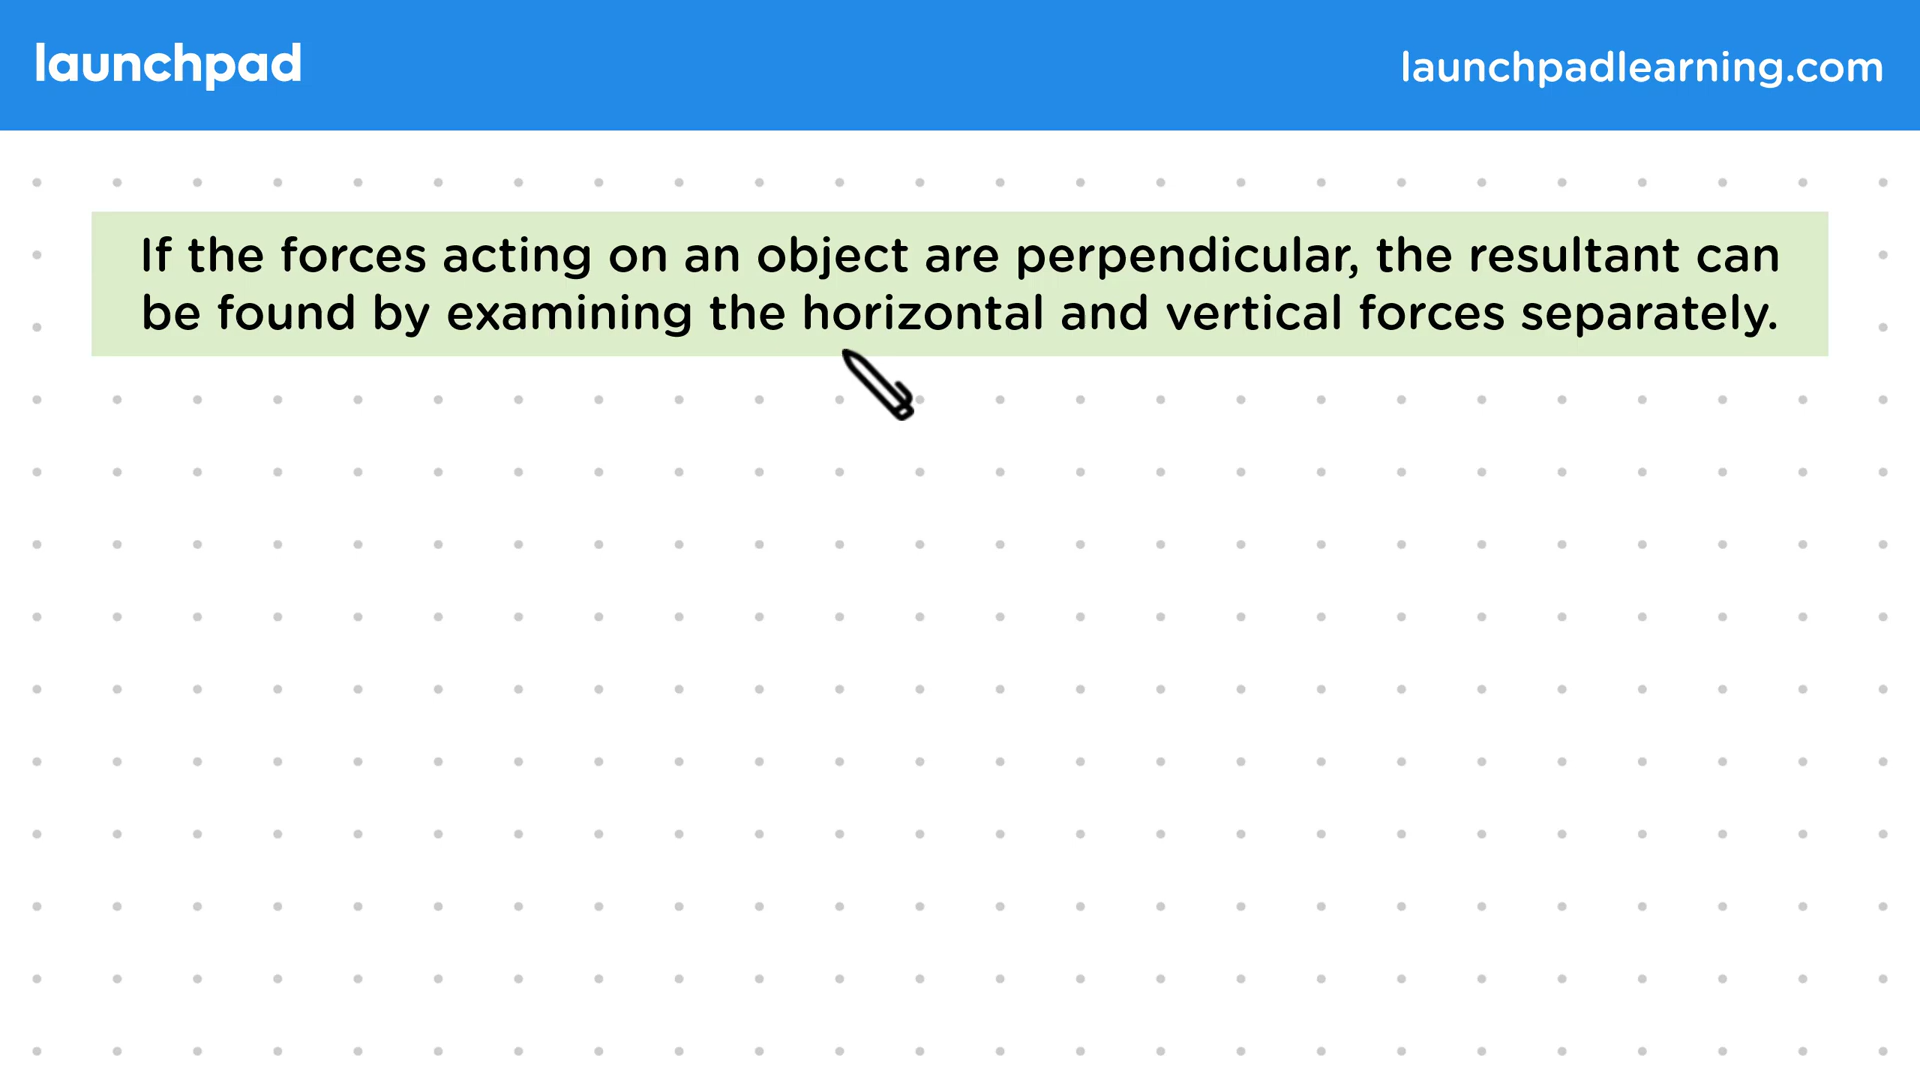 launchpad
launchpadlearning.com
If the forces acting on an object are perpendicular, the resultant can
be found by examining the horizontal and vertical forces separately.